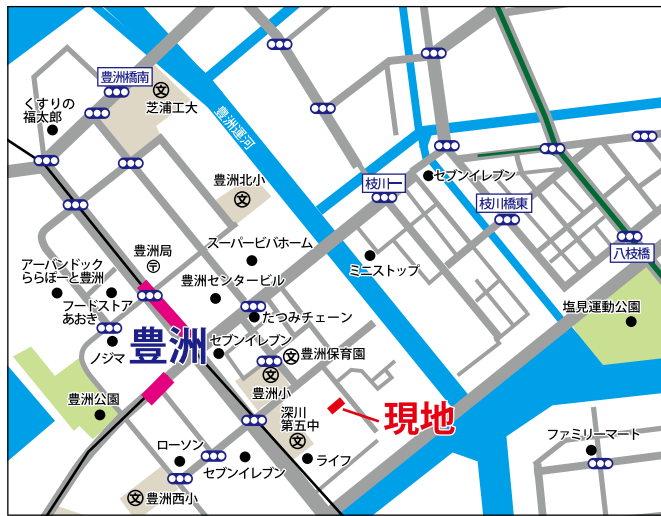 豊洲橋南
くすりの
福太郎
芝浦工大
豊洲運河
豊洲北小
枝川一
セブンイレブン
枝川橋東
八枝橋
スーパービバホーム
豊洲局
ミニストップ
アーバンドック
ららぽーと豊洲
豊洲センタービル
フードストア
あおき
たつみチェーン
塩見運動公園
豊洲
ノジマ
セブンイレブン
豊洲保育園
豊洲小
豊洲公園
深川
第五中
現地
ローソン
セブンイレブン
ライフ
ファミリーマート
豊洲西小
文
文
文
文
文
文
〒